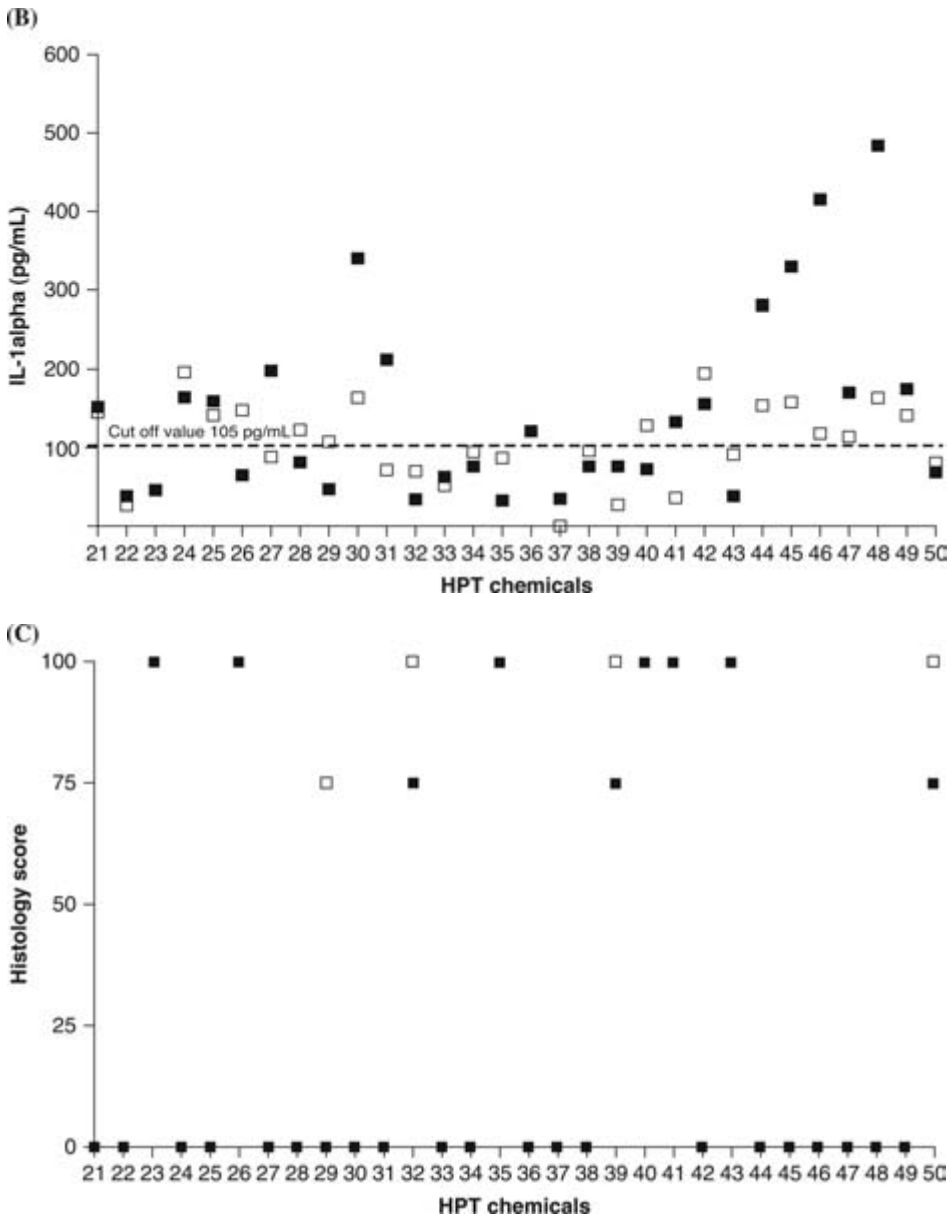 (B)
600
500
400
300
200
100
IL-1alpha (pg/mL)
Cut off value 105 pg/mL
21 22 23 24 25 26 27 28 29 30 31 32 33 34 35 36 37 38 39 40 41 42 43 44 45 46 47 48 49 50
HPT chemicals
(C)
100
75
50
25
0
Histology score
21 22 23 24 25 26 27 28 29 30 31 32 33 34 35 36 37 38 39 40 41 42 43 44 45 46 47 48 49 50
HPT chemicals